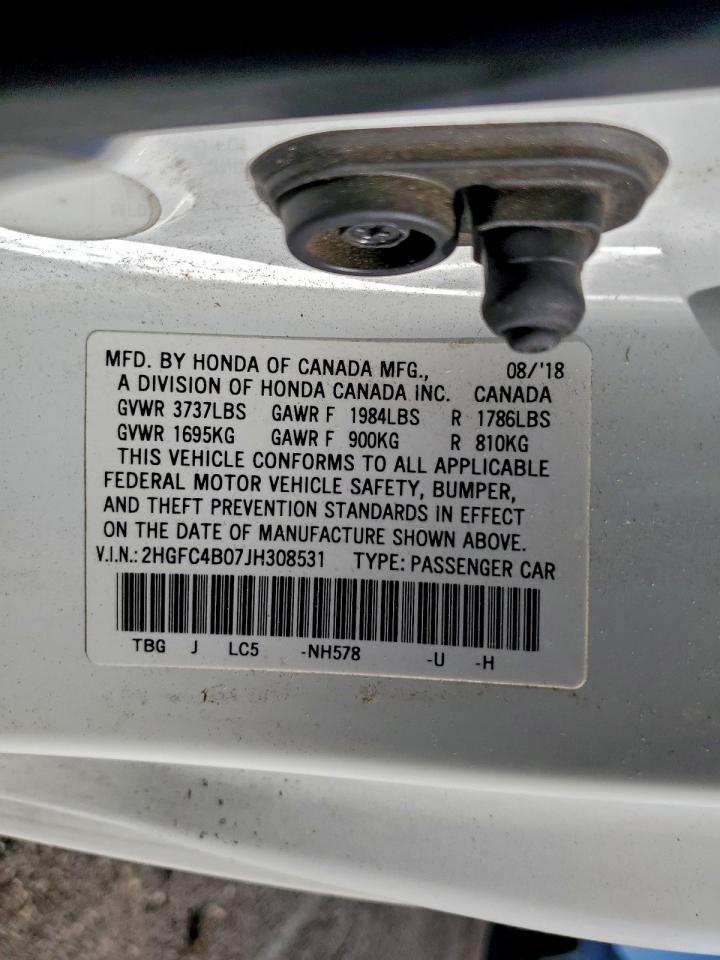 MFD. BY HONDA OF CANADA MFG., 08/'18
A DIVISION OF HONDA CANADA INC. CANADA
GVWR 3737LBS GAWR F 1984LBS R 1786LBS
GVWR 1695KG GAWR F 900KG R 810KG
THIS VEHICLE CONFORMS TO ALL APPLICABLE
FEDERAL MOTOR VEHICLE SAFETY, BUMPER,
AND THEFT PREVENTION STANDARDS IN EFFECT
ON THE DATE OF MANUFACTURE SHOWN ABOVE.
V.I.N.: 2HGFC4B07JH308531 TYPE: PASSENGER CAR
TBG J LC5 -NH578 -U -H